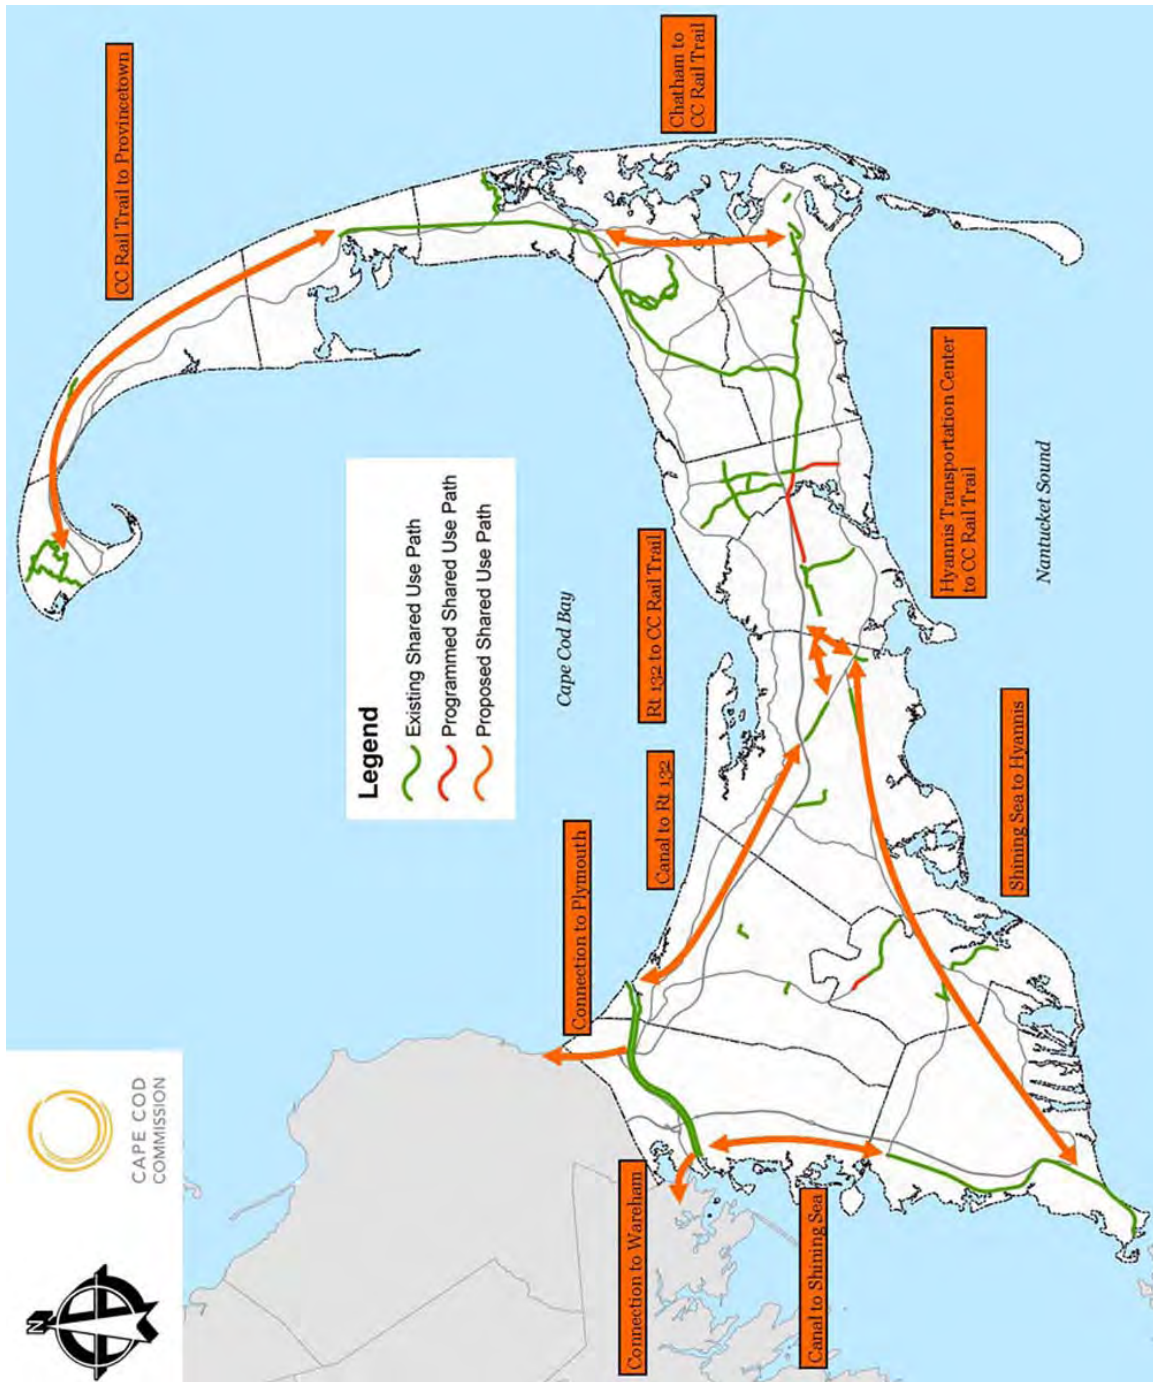 CC Rail Trail to Provincetown
Chatham to
CC Rail Trail
Legend
Existing Shared Use Path
Programmed Shared Use Path
Proposed Shared Use Path
Cape Cod Bay
Rt 132 to CC Rail Trail
Hyannis Transportation Center
to CC Rail Trail
Nantucket Sound
Canal to Rt 132
Shining Sea to Hyannis
Connection to Plymouth
CAPE COD
COMMISSION
Connection to Wareham
Canal to Shining Sea
N